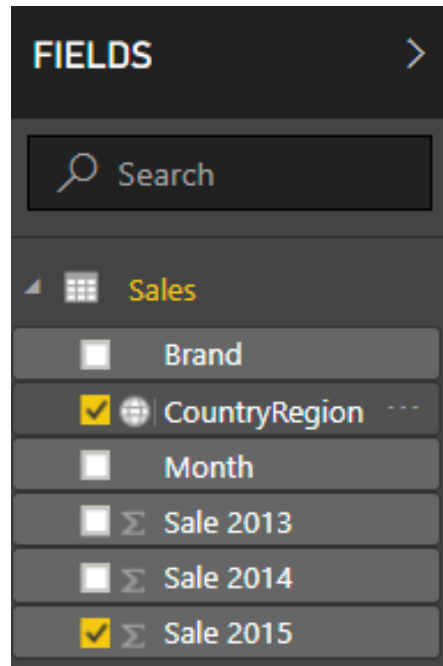 FIELDS
Search
Sales
Brand
CountryRegion ...
Month
Σ Sale 2013
Σ Sale 2014
Σ Sale 2015